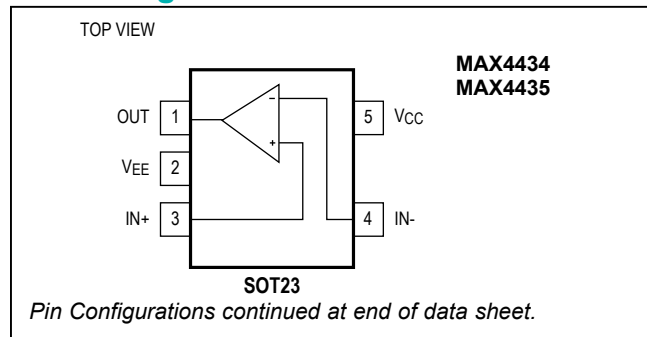 TOP VIEW
MAX4434
MAX4435
OUT 1
5 VCC
-
VEE 2
+
IN+ 3
4 IN-
SOT23
Pin Configurations continued at end of data sheet.